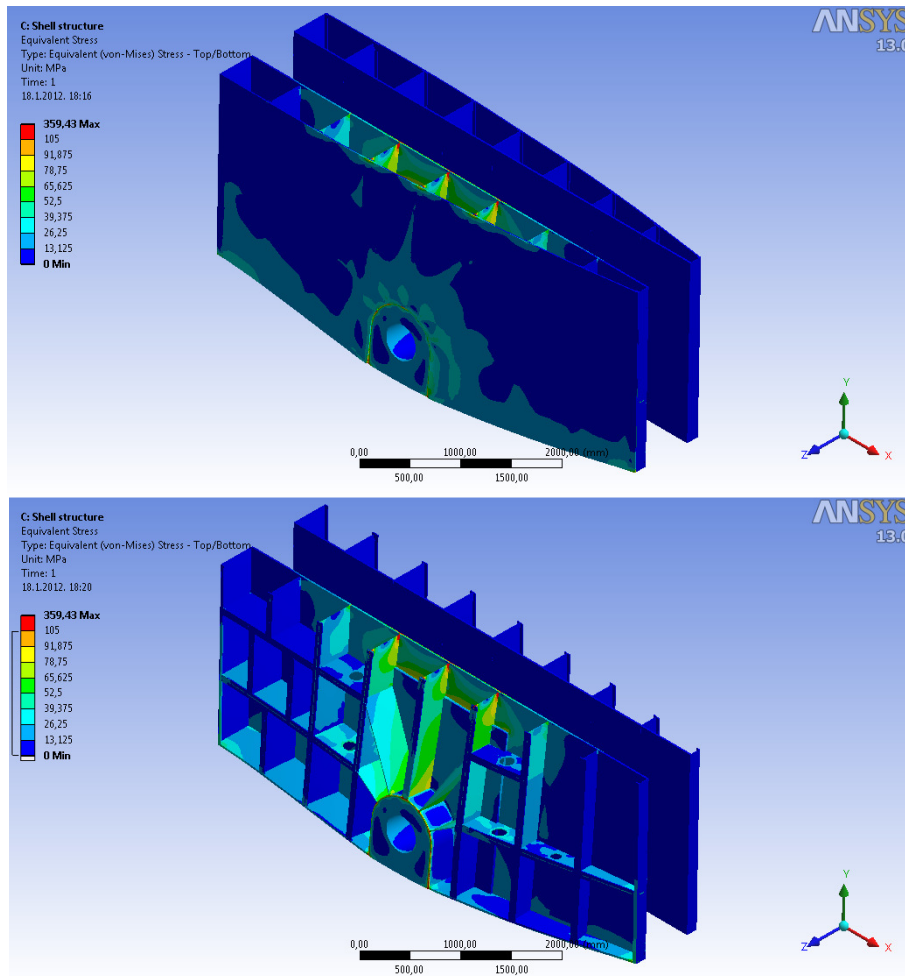 C: Shell structure
Equivalent Stress
Type: Equivalent (von-Mises) Stress - Top/Bottom
Unit: MPa
Time: 1
18.1.2012. 18:16
ANSYS
13.0
359,43 Max
105
91,875
78,75
65,625
52,5
39,375
26,25
13,125
0 Min
0,00 1000,00 2000,00 (mm)
500,00 1500,00
Y
Z X
C: Shell structure
Equivalent Stress
Type: Equivalent (von-Mises) Stress - Top/Bottom
Unit: MPa
Time: 1
18.1.2012. 18:20
ANSYS
13.0
359,43 Max
105
91,875
78,75
65,625
52,5
39,375
26,25
13,125
0 Min
0,00 1000,00 2000,00 (mm)
500,00 1500,00
Y
Z X